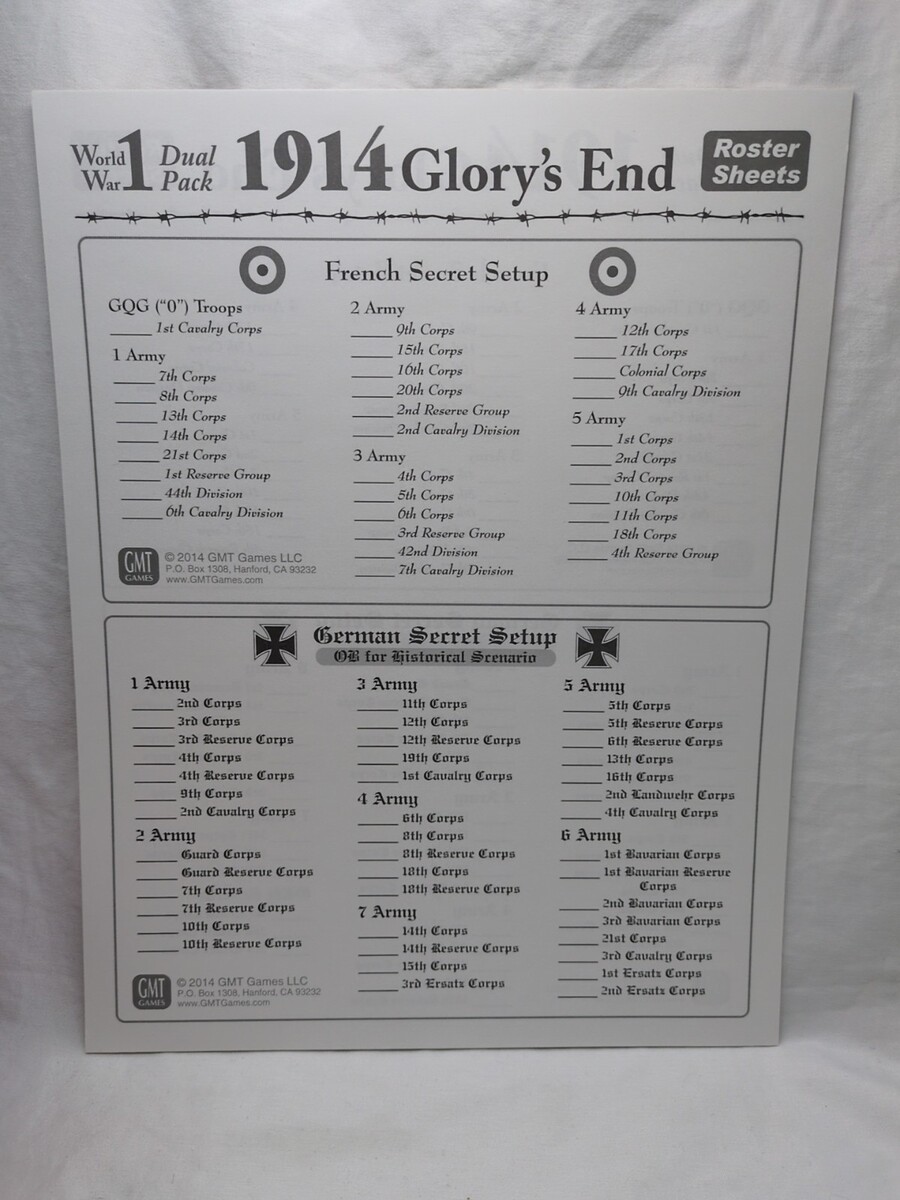 World War 1 Dual Pack 1914 Glory's End Roster Sheets
French Secret Setup
GQG ("0") Troops
_____ 1st Cavalry Corps
1 Army
_____ 7th Corps
_____ 8th Corps
_____ 13th Corps
_____ 14th Corps
_____ 21st Corps
_____ 1st Reserve Group
_____ 44th Division
_____ 6th Cavalry Division
GMT GAMES
© 2014 GMT Games LLC
P.O. Box 1308, Hanford, CA 93232
www.GMTGames.com
2 Army
_____ 9th Corps
_____ 15th Corps
_____ 16th Corps
_____ 20th Corps
_____ 2nd Reserve Group
_____ 2nd Cavalry Division
3 Army
_____ 4th Corps
_____ 5th Corps
_____ 6th Corps
_____ 3rd Reserve Group
_____ 42nd Division
_____ 7th Cavalry Division
4 Army
_____ 12th Corps
_____ 17th Corps
_____ Colonial Corps
_____ 9th Cavalry Division
5 Army
_____ 1st Corps
_____ 2nd Corps
_____ 3rd Corps
_____ 10th Corps
_____ 11th Corps
_____ 18th Corps
_____ 4th Reserve Group
German Secret Setup
OB for Historical Scenario
1 Army
_____ 2nd Corps
_____ 3rd Corps
_____ 3rd Reserve Corps
_____ 4th Corps
_____ 4th Reserve Corps
_____ 9th Corps
_____ 2nd Cavalry Corps
2 Army
_____ Guard Corps
_____ Guard Reserve Corps
_____ 7th Corps
_____ 7th Reserve Corps
_____ 10th Corps
_____ 10th Reserve Corps
GMT GAMES
© 2014 GMT Games LLC
P.O. Box 1308, Hanford, CA 93232
www.GMTGames.com
3 Army
_____ 11th Corps
_____ 12th Corps
_____ 12th Reserve Corps
_____ 19th Corps
_____ 1st Cavalry Corps
4 Army
_____ 6th Corps
_____ 8th Corps
_____ 8th Reserve Corps
_____ 18th Corps
_____ 18th Reserve Corps
7 Army
_____ 14th Corps
_____ 14th Reserve Corps
_____ 15th Corps
_____ 3rd Ersatz Corps
5 Army
_____ 5th Corps
_____ 5th Reserve Corps
_____ 6th Reserve Corps
_____ 13th Corps
_____ 16th Corps
_____ 2nd Landwehr Corps
_____ 4th Cavalry Corps
6 Army
_____ 1st Bavarian Corps
_____ 1st Bavarian Reserve
Corps
_____ 2nd Bavarian Corps
_____ 3rd Bavarian Corps
_____ 21st Corps
_____ 3rd Cavalry Corps
_____ 1st Ersatz Corps
_____ 2nd Ersatz Corps